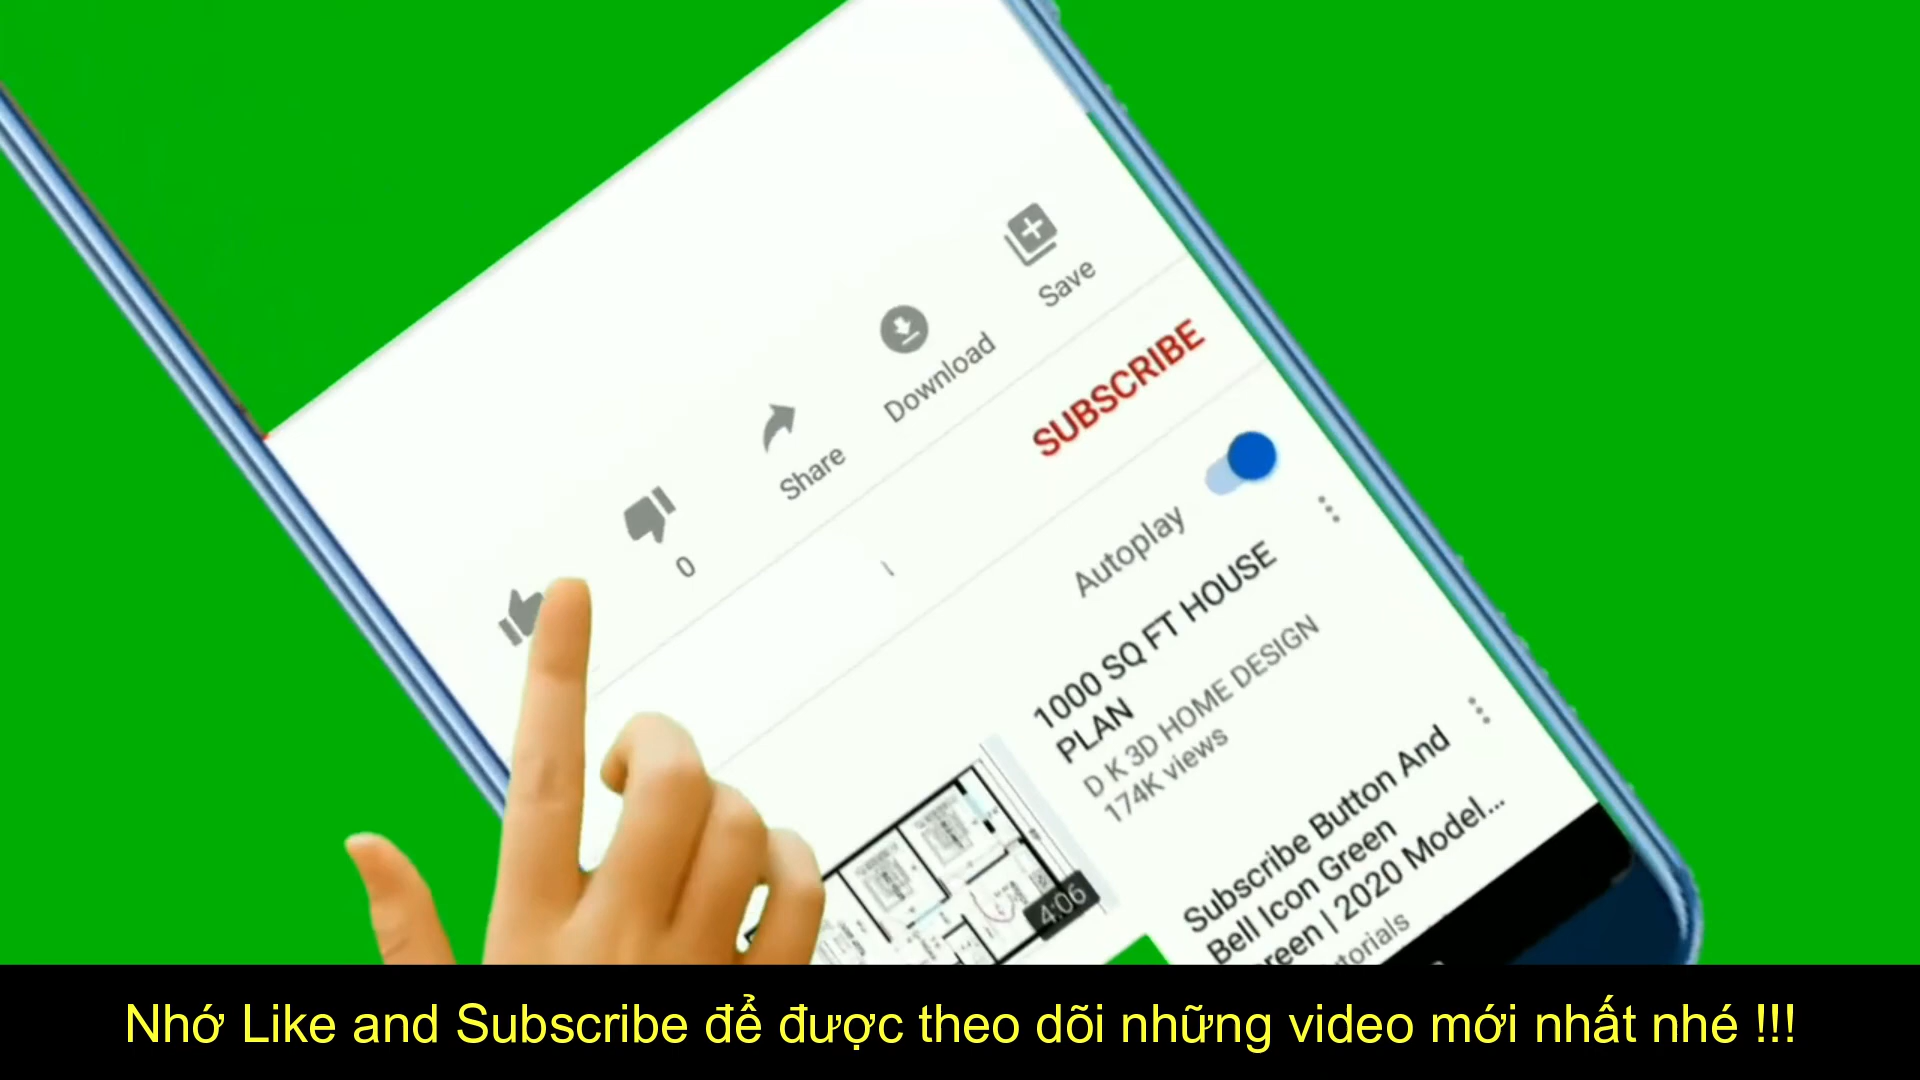 Save
Download
Share
0
SUBSCRIBE
Autoplay
1000 SQ FT HOUSE
PLAN
D K 3D HOME DESIGN
174K views
4:06
Subscribe Button And
Bell Icon Green
reen | 2020 Model...
torials
Nhớ Like and Subscribe để được theo dõi những video mới nhất nhé !!!